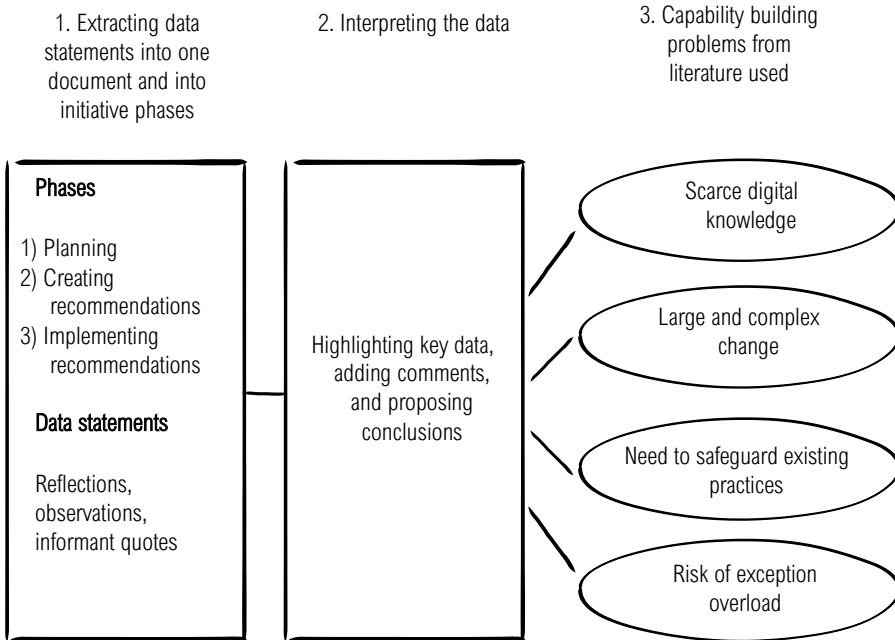 1. Extracting data
statements into one
document and into
initiative phases
2. Interpreting the data
3. Capability building
problems from
literature used
Phases
1) Planning
2) Creating
recommendations
3) Implementing
recommendations
Data statements
Reflections,
observations,
informant quotes
Highlighting key data,
adding comments,
and proposing
conclusions
Scarce digital
knowledge
Large and complex
change
Need to safeguard existing
practices
Risk of exception
overload